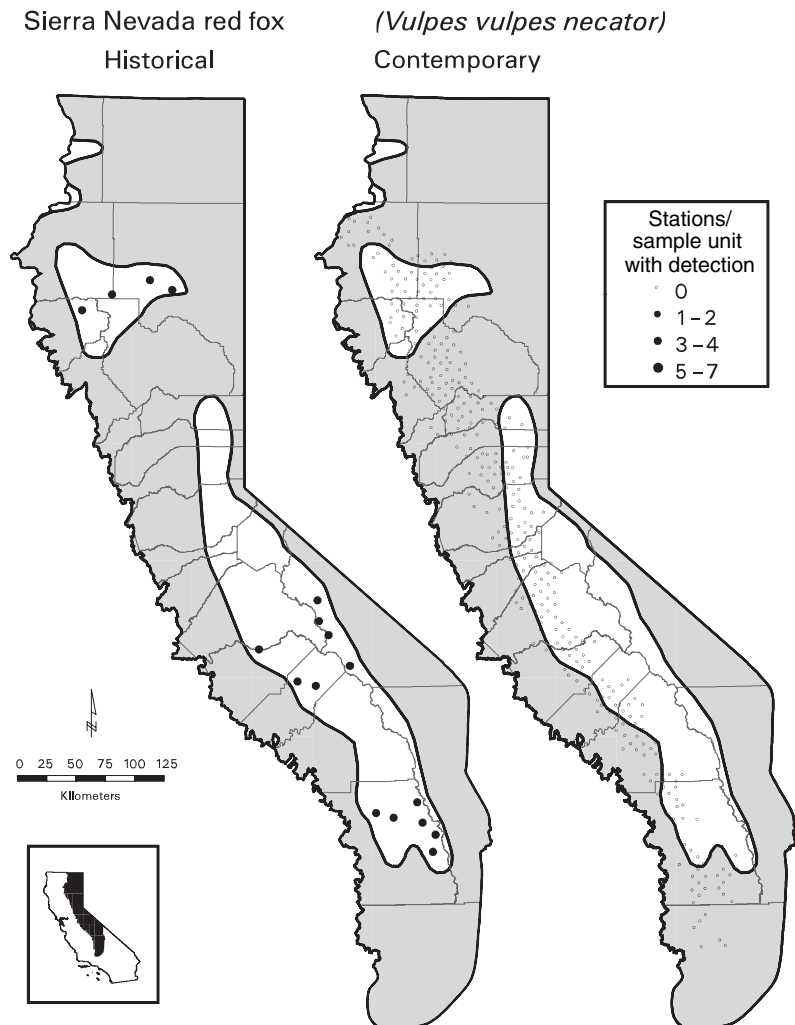 Sierra Nevada red fox (Vulpes vulpes necator)
Historical Contemporary
Stations/
sample unit
with detection
0
1–2
3–4
5–7
N
0 25 50 75 100 125
Kilometers